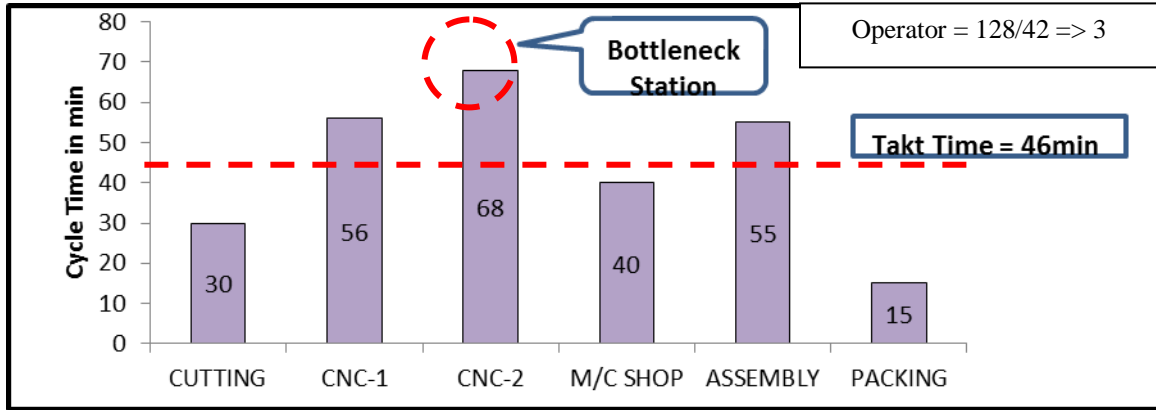 Operator = 128/42 => 3
Bottleneck
Station
Takt Time = 46min
Cycle Time in min
80
70
60
50
40
30
20
10
0
30
56
68
40
55
15
CUTTING CNC-1 CNC-2 M/C SHOP ASSEMBLY PACKING